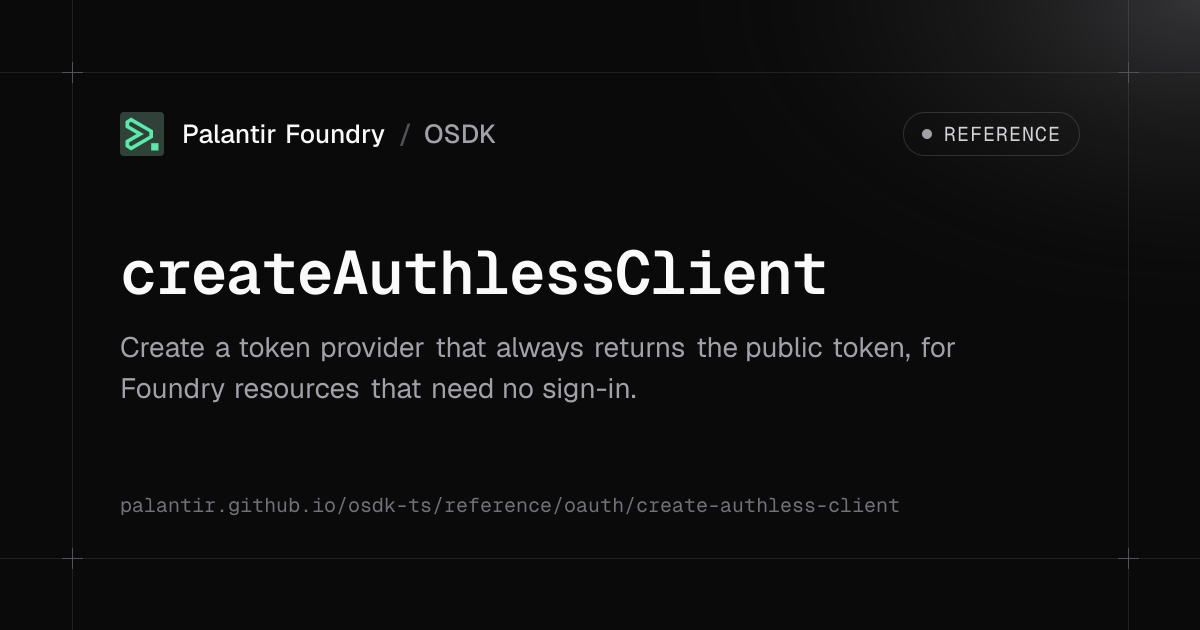 Palantir Foundry / OSDK
REFERENCE
createAuthlessClient
Create a token provider that always returns the public token, for
Foundry resources that need no sign-in.
palantir.github.io/osdk-ts/reference/oauth/create-authless-client